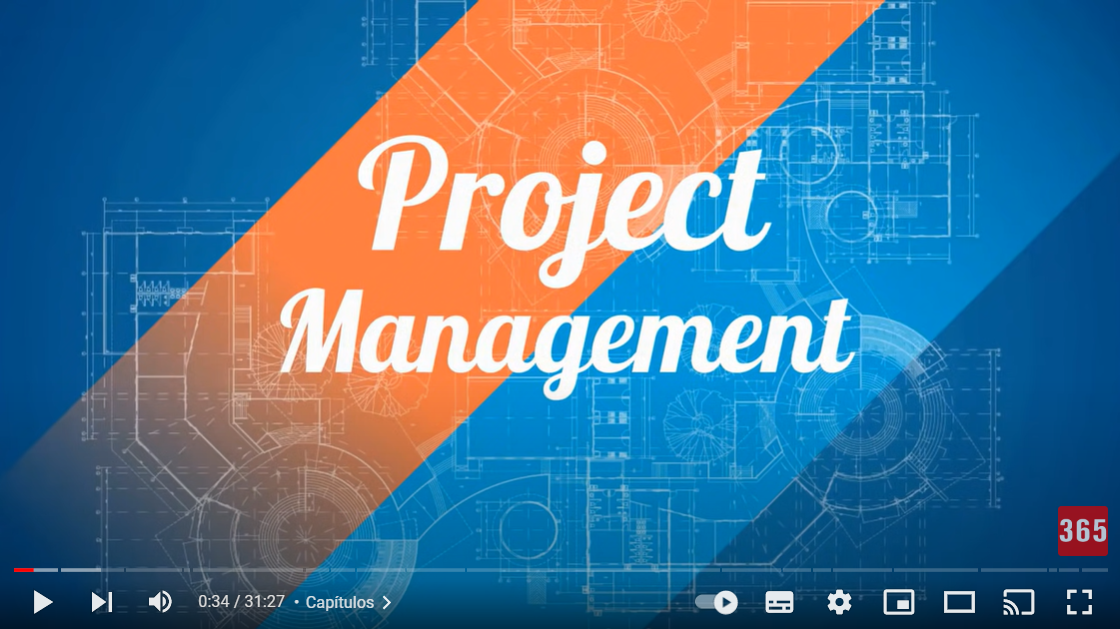 Project
Management
365
0:34 / 31:27 • Capítulos